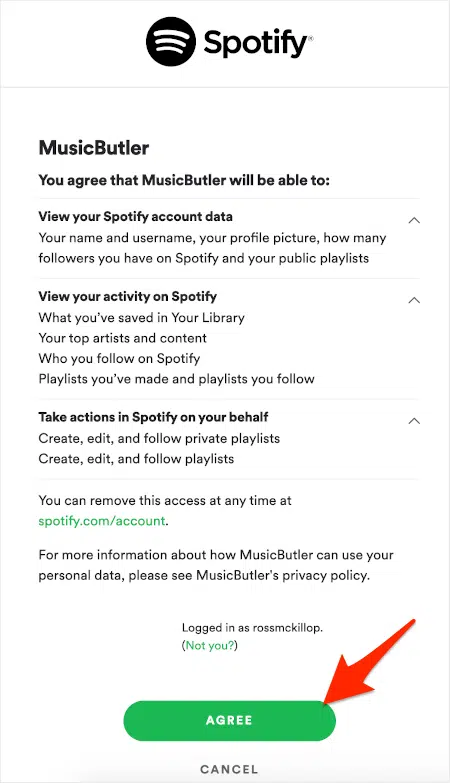 Spotify®
MusicButler
You agree that MusicButler will be able to:
View your Spotify account data
Your name and username, your profile picture, how many
followers you have on Spotify and your public playlists
View your activity on Spotify
What you've saved in Your Library
Your top artists and content
Who you follow on Spotify
Playlists you've made and playlists you follow
Take actions in Spotify on your behalf
Create, edit, and follow private playlists
Create, edit, and follow playlists
You can remove this access at any time at
spotify.com/account.
For more information about how MusicButler can use your
personal data, please see MusicButler's privacy policy.
Logged in as rossmckillop.
(Not you?)
AGREE
CANCEL